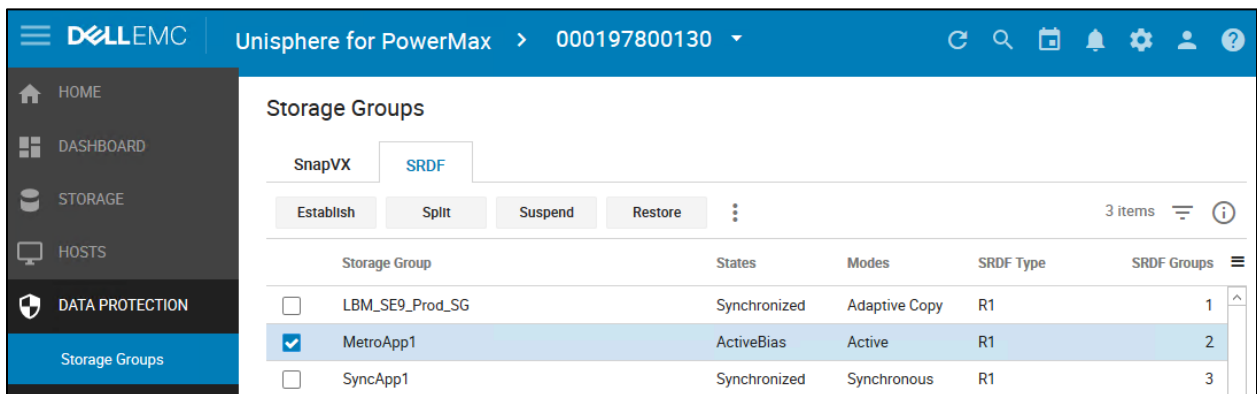 DELLEMC Unisphere for PowerMax > 000197800130
HOME
DASHBOARD
STORAGE
HOSTS
DATA PROTECTION
Storage Groups
Storage Groups
SnapVX SRDF
Establish Split Suspend Restore 3 items
Storage Group States Modes SRDF Type SRDF Groups
LBM_SE9_Prod_SG Synchronized Adaptive Copy R1 1
MetroApp1 ActiveBias Active R1 2
SyncApp1 Synchronized Synchronous R1 3